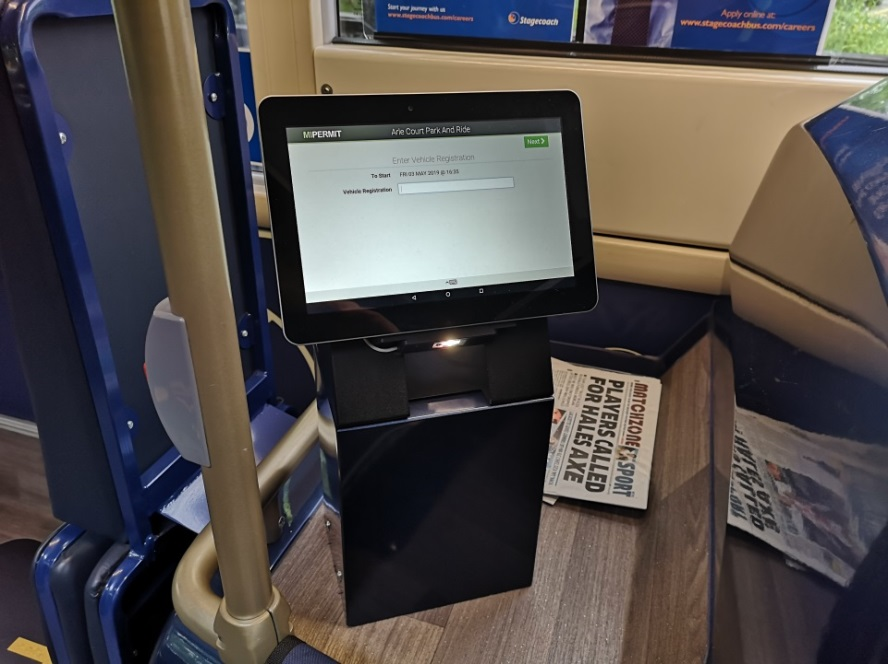 Start your journey with us
www.stagecoachbus.com/careers
Stagecoach
Apply online at:
www.stagecoachbus.com/careers
MIPERMIT
Arle Court Park And Ride
Next
Enter Vehicle Registration
To Start
FRI 03 MAY 2019 @ 16:05
Vehicle Registration
MATCHZONE
SPORT
PLAYERS CALLED
FOR HALES AXE